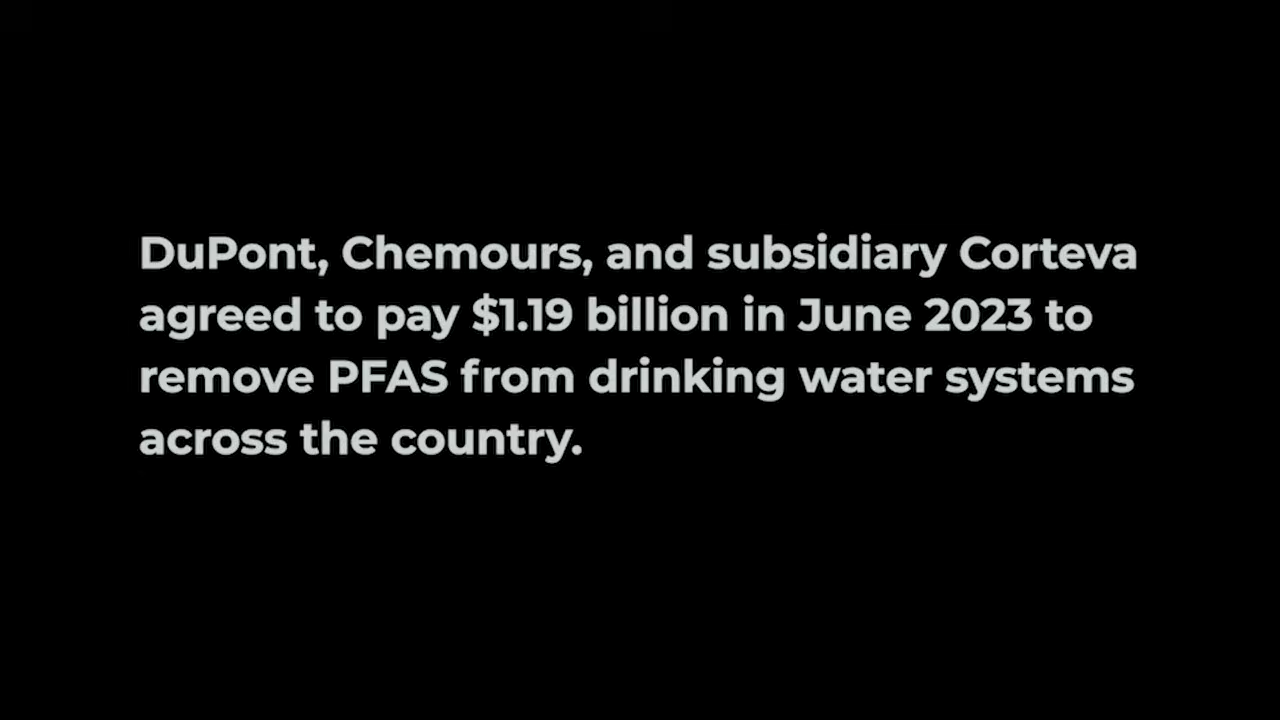 DuPont, Chemours, and subsidiary Corteva
agreed to pay $1.19 billion in June 2023 to
remove PFAS from drinking water systems
across the country.